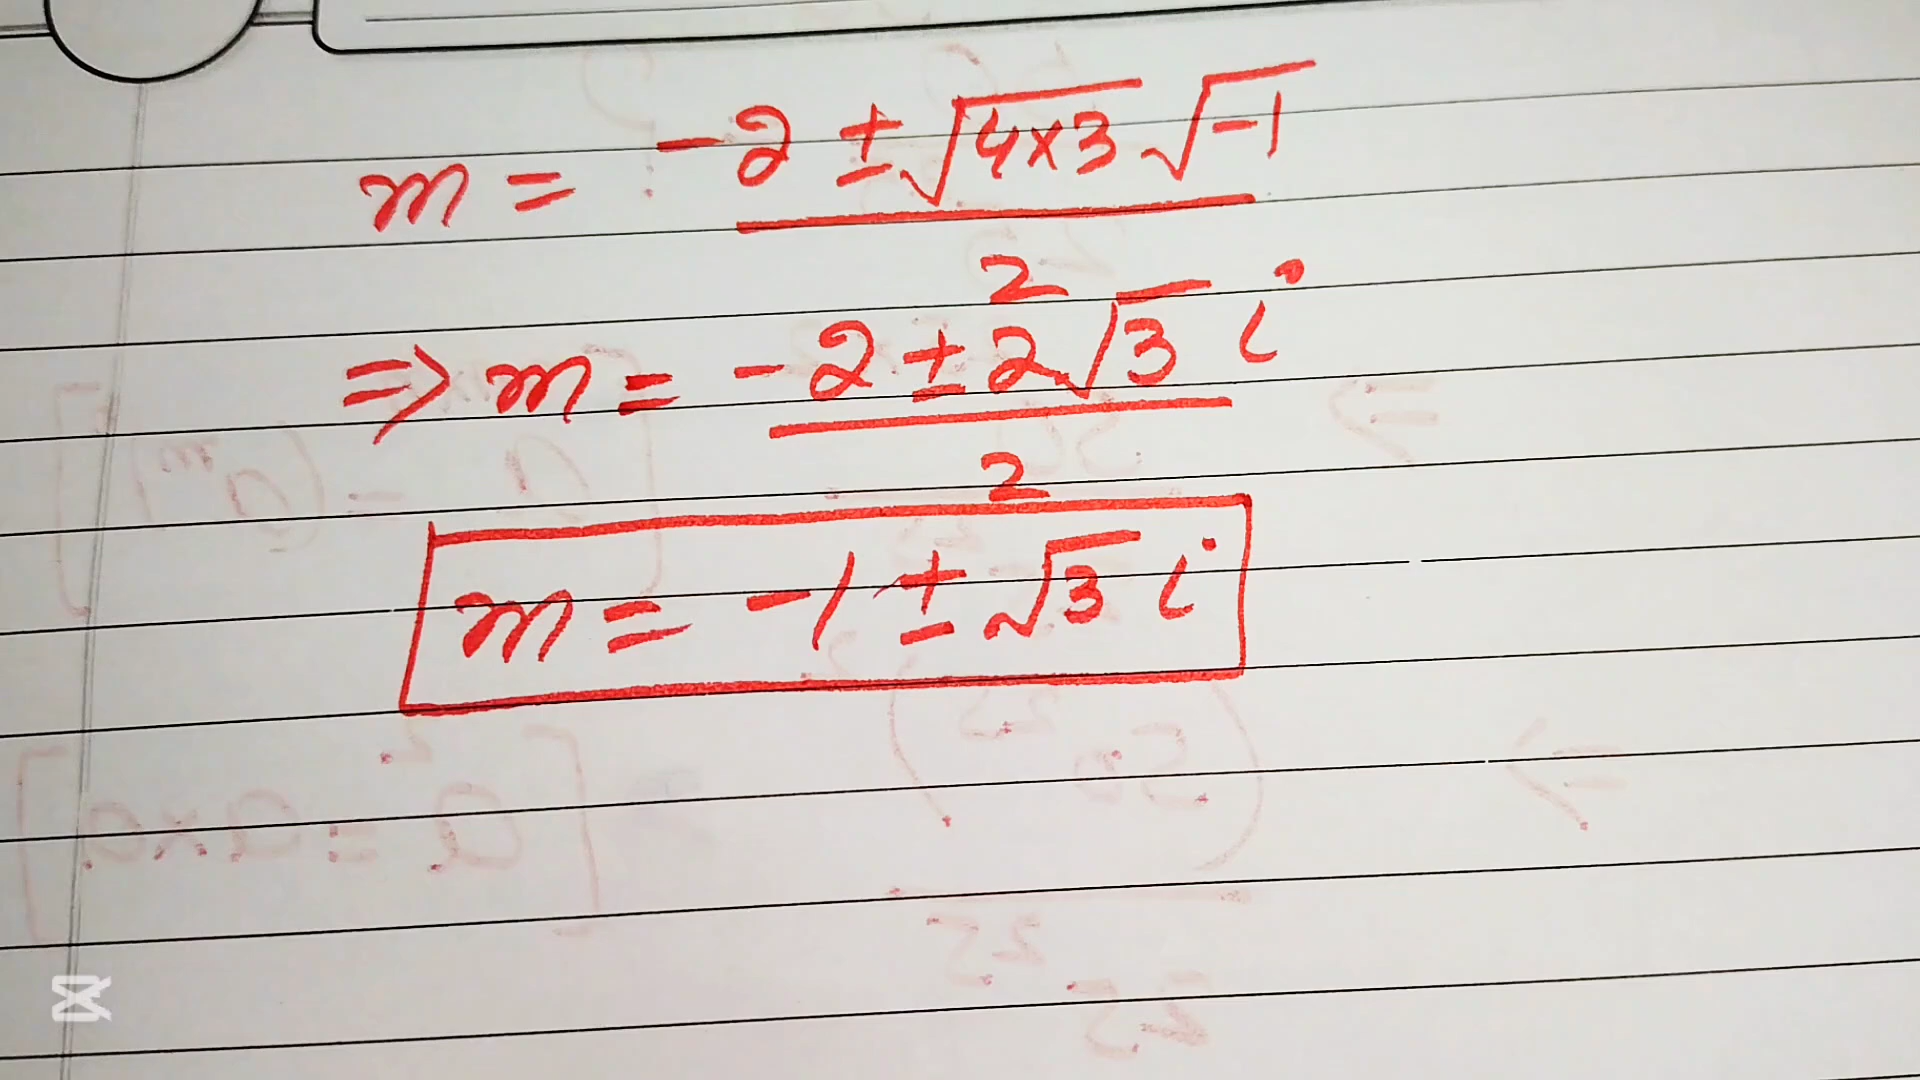 m = -2 ± √4×3 √-1
2
⇒ m = -2 ± 2√3 i
2
m = -1 ± √3 i